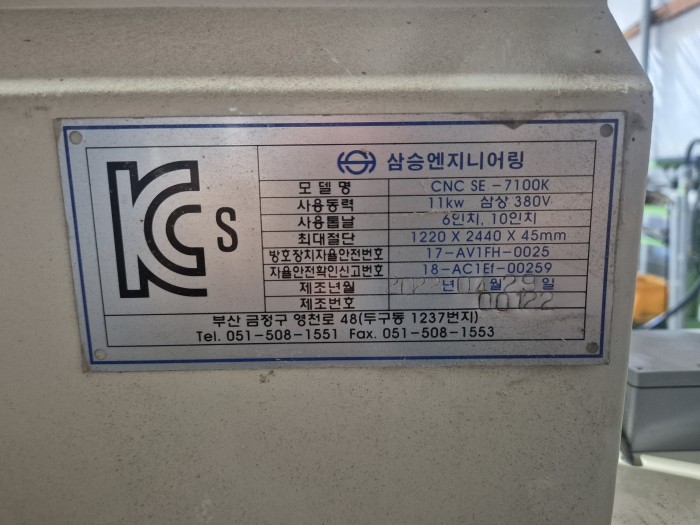 KCs
삼승엔지니어링
모 델 명 CNC SE -7100K
사용동력 11kw 삼상 380V
사용톱날 6인치, 10인치
최대절단 1220 X 2440 X 45mm
방호장치자율안전번호 17-AV1FH-0025
자율안전확인신고번호 18-AC1Ef-00259
제조년월 2022 년 04 월 29 일
제조번호 00122
부산 금정구 영천로 48(두구동 1237번지)
Tel. 051-508-1551 Fax. 051-508-1553